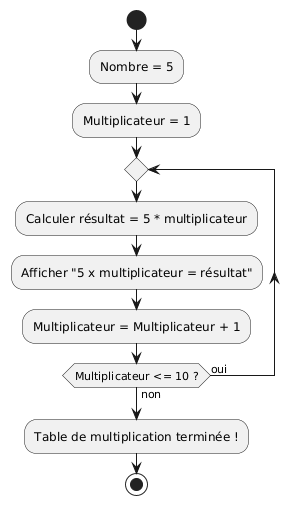 Nombre = 5
Multiplicateur = 1
Calculer résultat = 5 * multiplicateur
Afficher "5 x multiplicateur = résultat"
Multiplicateur = Multiplicateur + 1
Multiplicateur <= 10 ?
oui
non
Table de multiplication terminée !